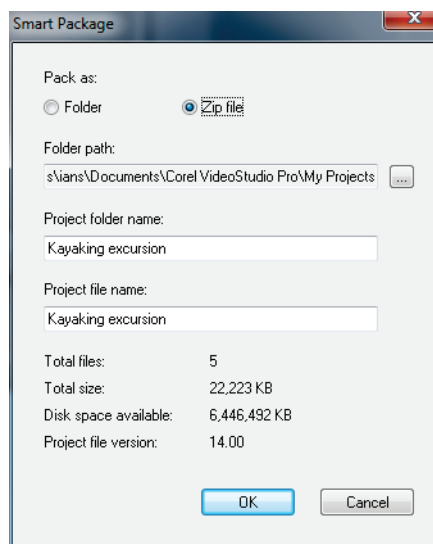 Smart Package
Pack as:
Folder Zip file
Folder path:
s\ians\Documents\Corel VideoStudio Pro\My Projects ...
Project folder name:
Kayaking excursion
Project file name:
Kayaking excursion
Total files: 5
Total size: 22,223 KB
Disk space available: 6,446,492 KB
Project file version: 14.00
OK Cancel